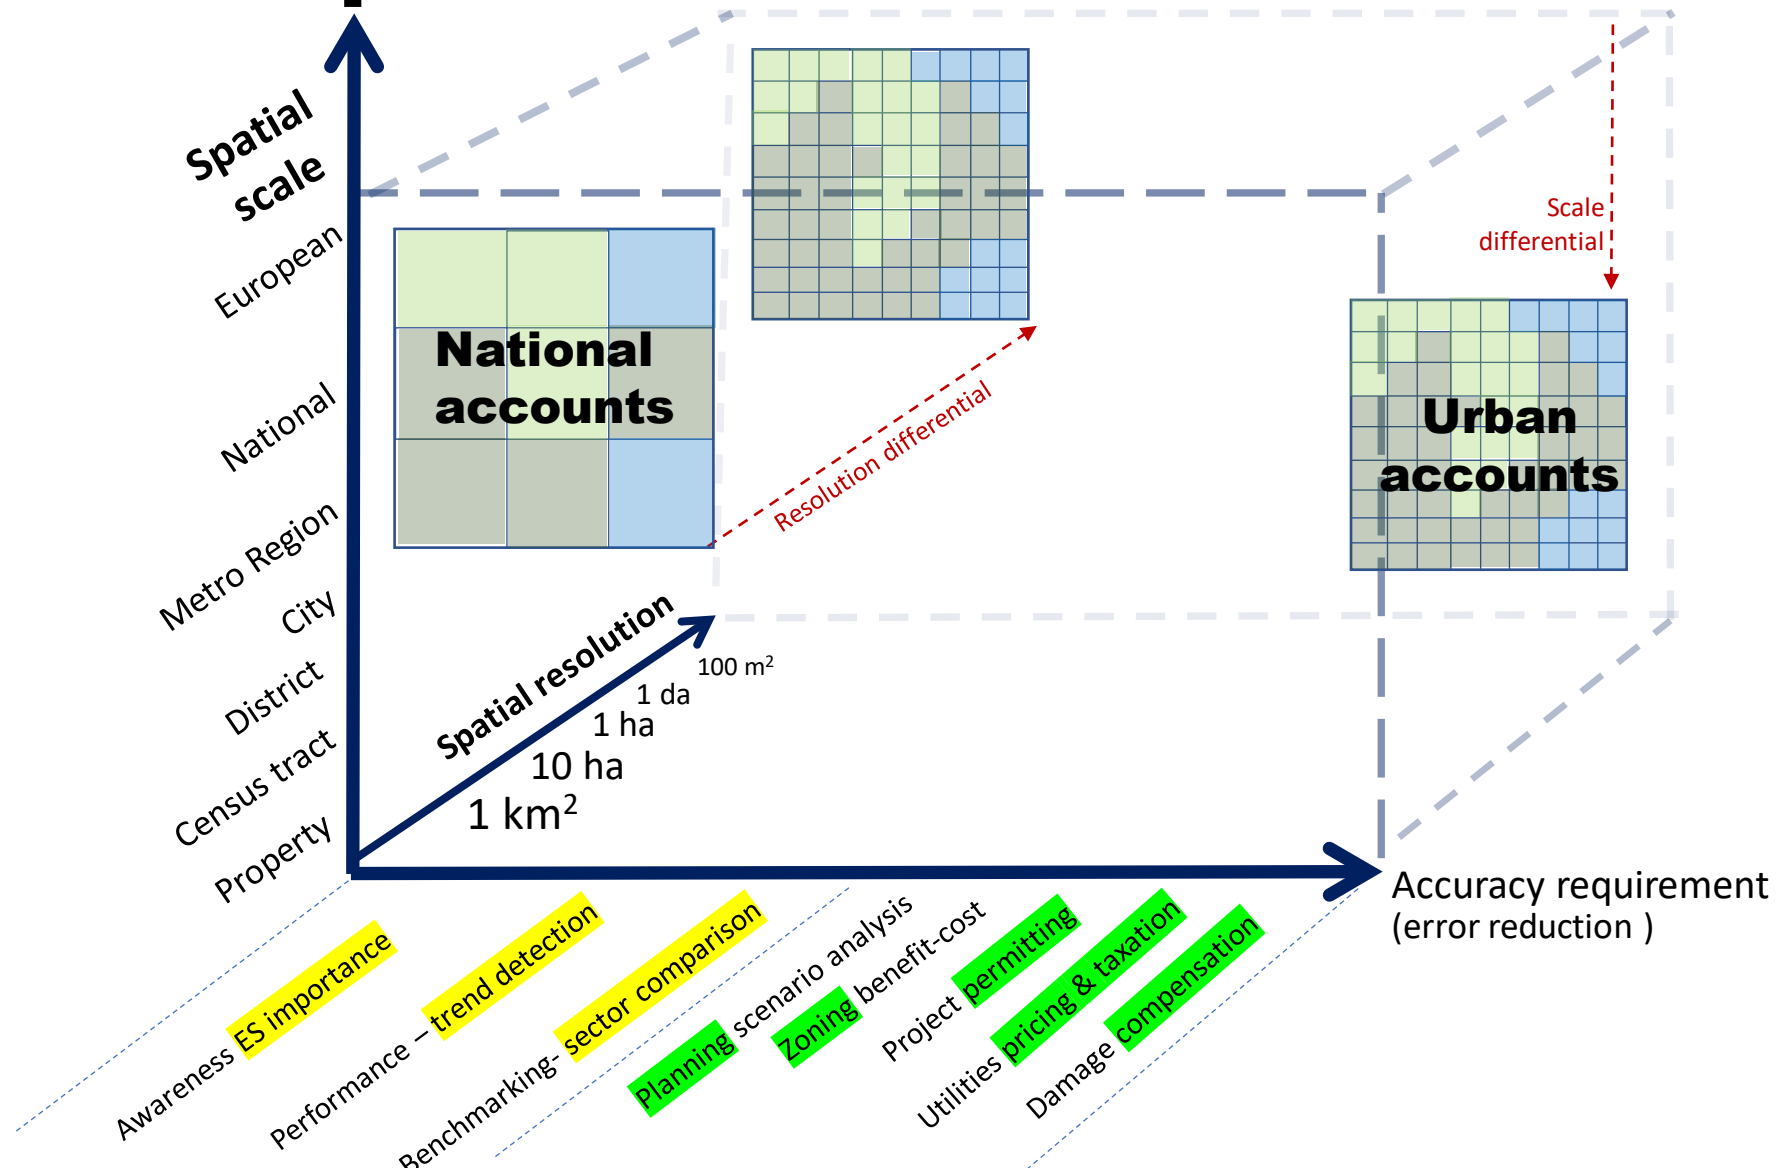 Spatial
scale
European
National
Metro Region
City
District
Census tract
Property
National
accounts
Resolution differential
Scale
differential
Urban
accounts
Spatial resolution
100 m²
1 da
1 ha
10 ha
1 km²
Accuracy requirement
(error reduction )
Awareness ES importance
Performance – trend detection
Benchmarking- sector comparison
Planning scenario analysis
Zoning benefit-cost
Project permitting
Utilities pricing & taxation
Damage compensation